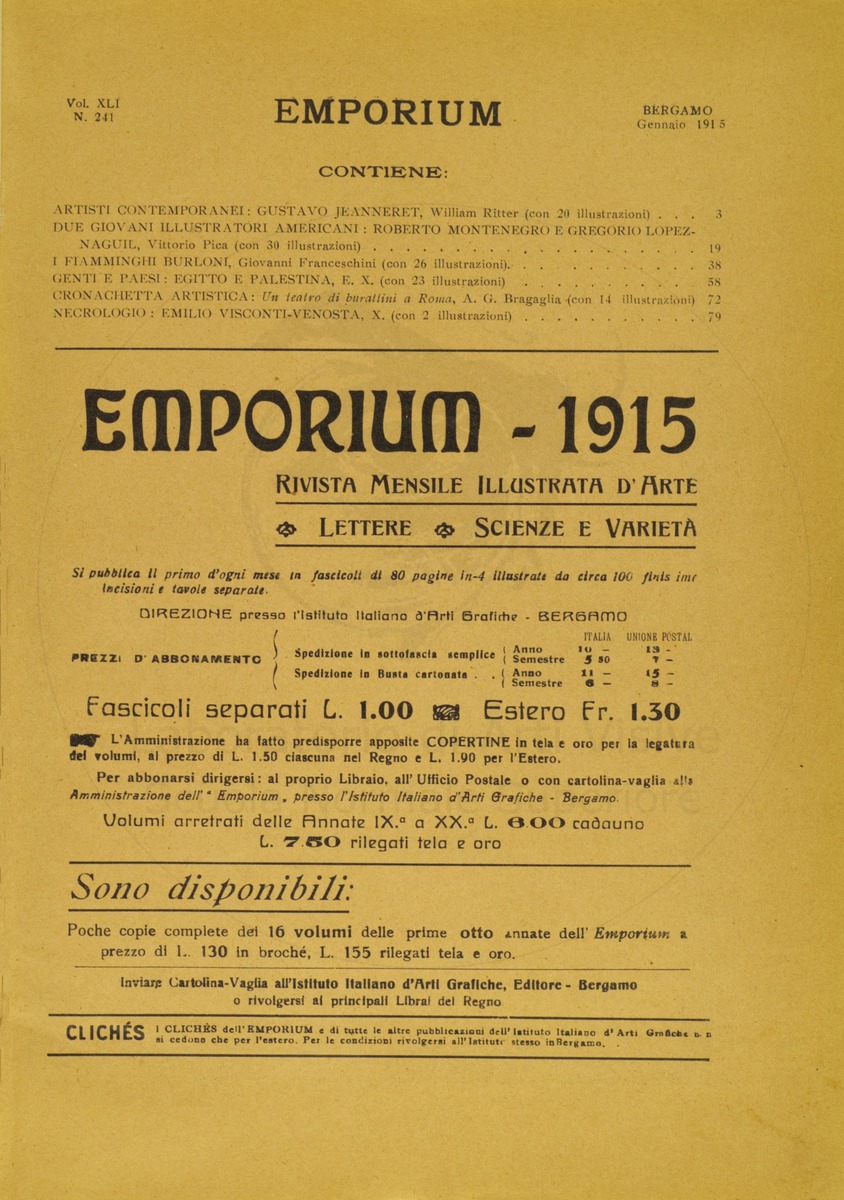 Vol. XLI
N. 241
EMPORIUM
BERGAMO
Gennaio 1915
CONTIENE:
ARTISTI CONTEMPORANEI: GUSTAVO JEANNERET, William Ritter (con 20 illustrazioni) . . . 3
DUE GIOVANI ILLUSTRATORI AMERICANI: ROBERTO MONTENEGRO E GREGORIO LOPEZ-
NAGUIL, Vittorio Pica (con 30 illustrazioni) . . . . . . . . . . . . 19
I FIAMMINGHI BURLONI, Giovanni Franceschini (con 26 illustrazioni). . . . . . . . . . 38
GENTI E PAESI: EGITTO E PALESTINA, E. X. (con 23 illustrazioni) . . . . . . . . . . 58
CRONACHETTA ARTISTICA: Un teatro di burattini a Roma, A. G. Bragaglia (con 14 illustrazioni) 72
NECROLOGIO: EMILIO VISCONTI-VENOSTA, X. (con 2 illustrazioni) . . . . . . . . . . 79
EMPORIUM - 1915
RIVISTA MENSILE ILLUSTRATA D'ARTE
LETTERE SCIENZE E VARIETÀ
Si pubblica il primo d'ogni mese in fascicoli di 80 pagine in-4 illustrate da circa 100 finis
incisioni e tavole separate.
DIREZIONE presso l'Istituto Italiano d'Arti Grafiche - BERGAMO
ITALIA UNIONE POSTAL
PREZZI D'ABBONAMENTO
Spedizione in sottofascia semplice Anno 10 — 13 -
Semestre 5 50 7 -
Spedizione in Busta cartonata . . Anno 11 — 15 -
Semestre 6 — 8 -
Fascicoli separati L. 1.00 Estero Fr. 1.30
L'Amministrazione ha fatto predisporre apposite COPERTINE in tela e oro per la legatura
dei volumi, al prezzo di L. 1.50 ciascuna nel Regno e L. 1.90 per l'Estero.
Per abbonarsi dirigersi: al proprio Libraio, all'Ufficio Postale o con cartolina-vaglia all's
Amministrazione dell'" Emporium „ presso l'Istituto Italiano d'Arti Grafiche - Bergamo.
Volumi arretrati delle Annate IX.ª a XX.ª L. 6.00 cadauno
L. 7.50 rilegati tela e oro
Sono disponibili:
Poche copie complete dei 16 volumi delle prime otto annate dell'Emporium a
prezzo di L. 130 in broché, L. 155 rilegati tela e oro.
Inviare Cartolina-Vaglia all'Istituto Italiano d'Arti Grafiche, Editore - Bergamo
o rivolgersi ai principali Librai del Regno
CLICHÉS
I CLICHÉS dell'EMPORIUM e di tutte le altre pubblicazioni dell'Istituto Italiano d'Arti Grafiche n. n
si cedono che per l'estero. Per le condizioni rivolgersi all'Istituto stesso in Bergamo.